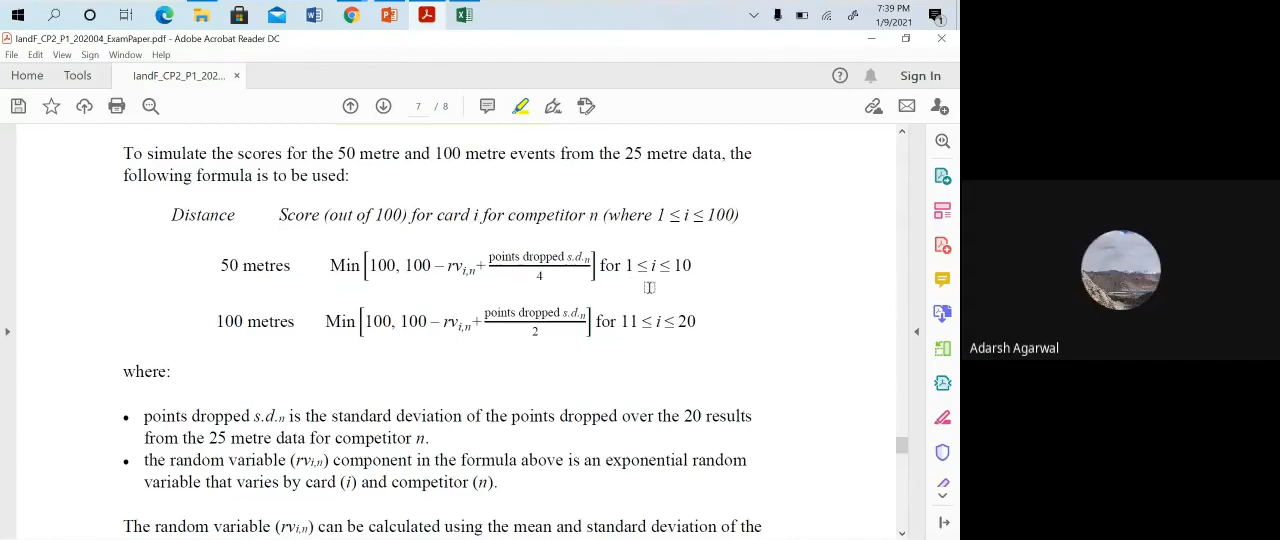 7:39 PM
1/9/2021
IandF_CP2_P1_202004_ExamPaper.pdf - Adobe Acrobat Reader DC
File Edit View Sign Window Help
Home Tools IandF_CP2_P1_202... × Sign In
7 / 8
To simulate the scores for the 50 metre and 100 metre events from the 25 metre data, the
following formula is to be used:
Distance Score (out of 100) for card i for competitor n (where 1 ≤ i ≤ 100)
50 metres Min [100, 100 – rv_{i,n} + points dropped s.d._n / 4] for 1 ≤ i ≤ 10
100 metres Min [100, 100 – rv_{i,n} + points dropped s.d._n / 2] for 11 ≤ i ≤ 20
where:
• points dropped s.d._n is the standard deviation of the points dropped over the 20 results
from the 25 metre data for competitor n.
• the random variable (rv_{i,n}) component in the formula above is an exponential random
variable that varies by card (i) and competitor (n).
The random variable (rv_{i,n}) can be calculated using the mean and standard deviation of the
Adarsh Agarwal